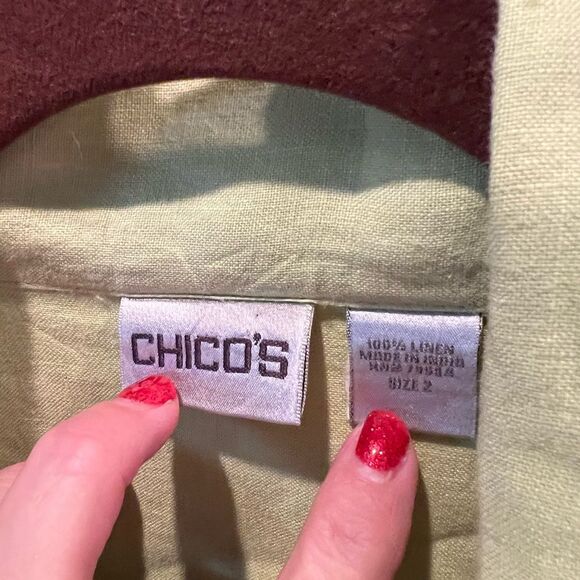 CHICO'S
100% LINEN
MADE IN INDIA
SIZE 2